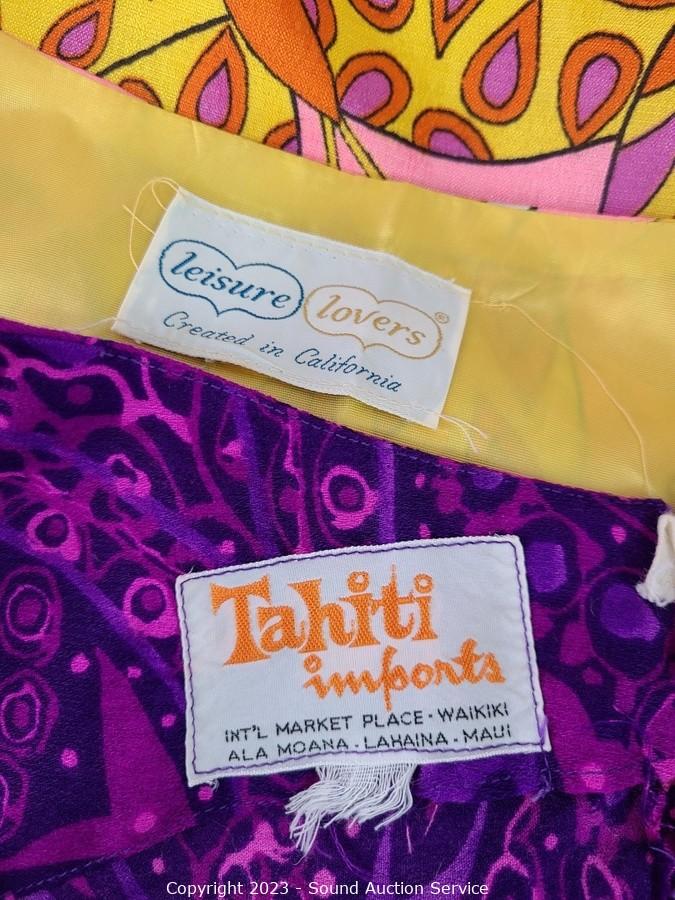 leisure lovers®
Created in California
Tahiti
imports
INT'L MARKET PLACE · WAIKIKI
ALA MOANA · LAHAINA · MAUI
Copyright 2023 - Sound Auction Service